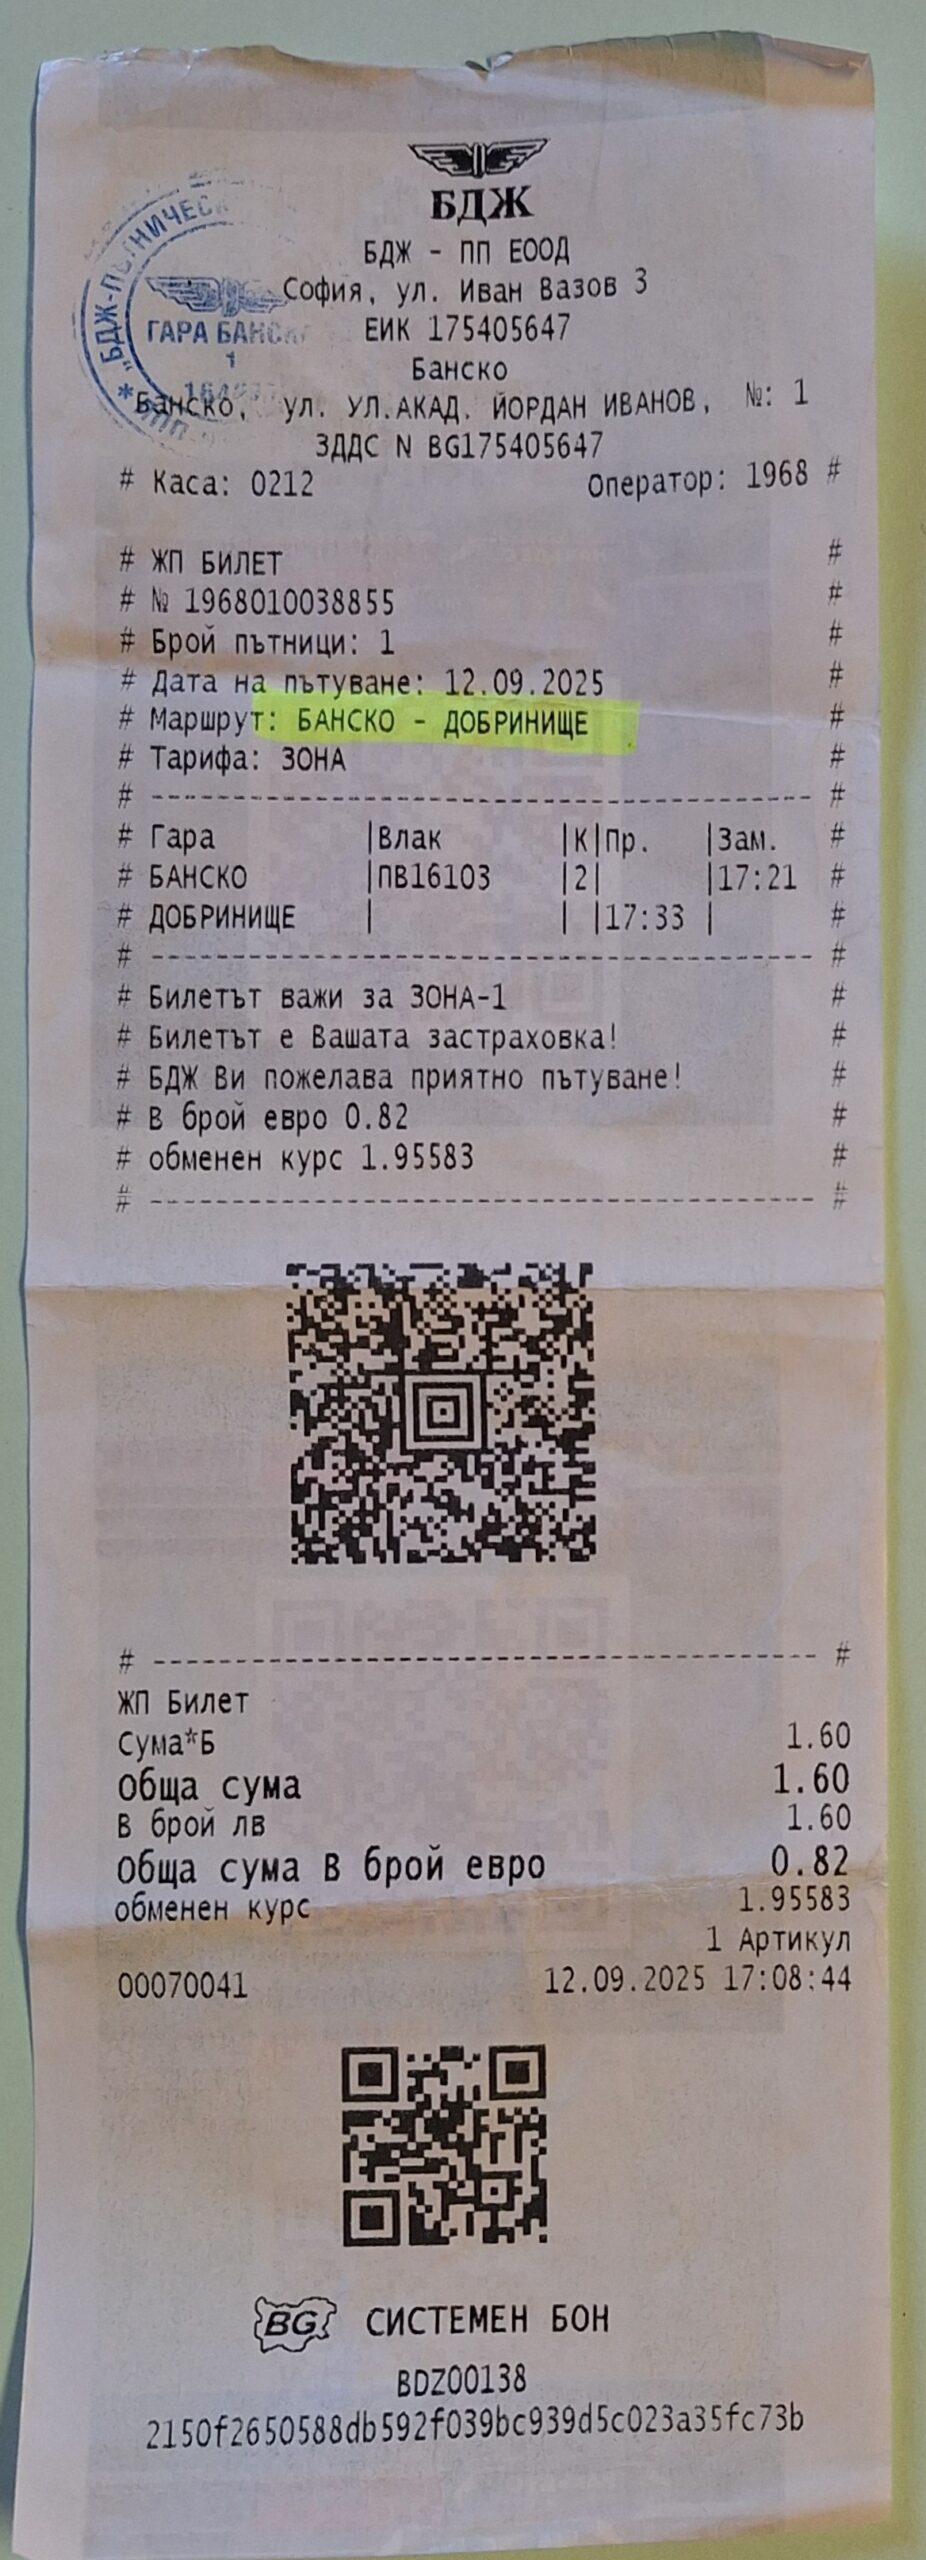 БДЖ
БДЖ - ПП ЕООД
София, ул. Иван Вазов 3
ЕИК 175405647
Банско
Банско, ул. УЛ.АКАД. ЙОРДАН ИВАНОВ, №: 1
ЗДДС N BG175405647
"БДЖ-ПЪТНИЧЕС
ГАРА БАНСК
1
# Каса: 0212 Оператор: 1968 #
# ЖП БИЛЕТ #
# № 1968010038855 #
# Брой пътници: 1 #
# Дата на пътуване: 12.09.2025 #
# Маршрут: БАНСКО - ДОБРИНИЩЕ #
# Тарифа: ЗОНА #
# ---------------------------------------- #
# Гара |Влак |К|Пр. |Зам. #
# БАНСКО |ПВ16103 |2| |17:21 #
# ДОБРИНИЩЕ | | |17:33 | #
# ---------------------------------------- #
# Билетът важи за ЗОНА-1 #
# Билетът е Вашата застраховка! #
# БДЖ Ви пожелава приятно пътуване! #
# В брой евро 0.82 #
# обменен курс 1.95583 #
# ---------------------------------------- #
# ---------------------------------------- #
ЖП Билет
Сума*Б 1.60
Обща сума 1.60
В брой лв 1.60
Обща сума В брой евро 0.82
обменен курс 1.95583
1 Артикул
00070041 12.09.2025 17:08:44
BG СИСТЕМЕН БОН
BDZ00138
2150f2650588db592f039bc939d5c023a35fc73b